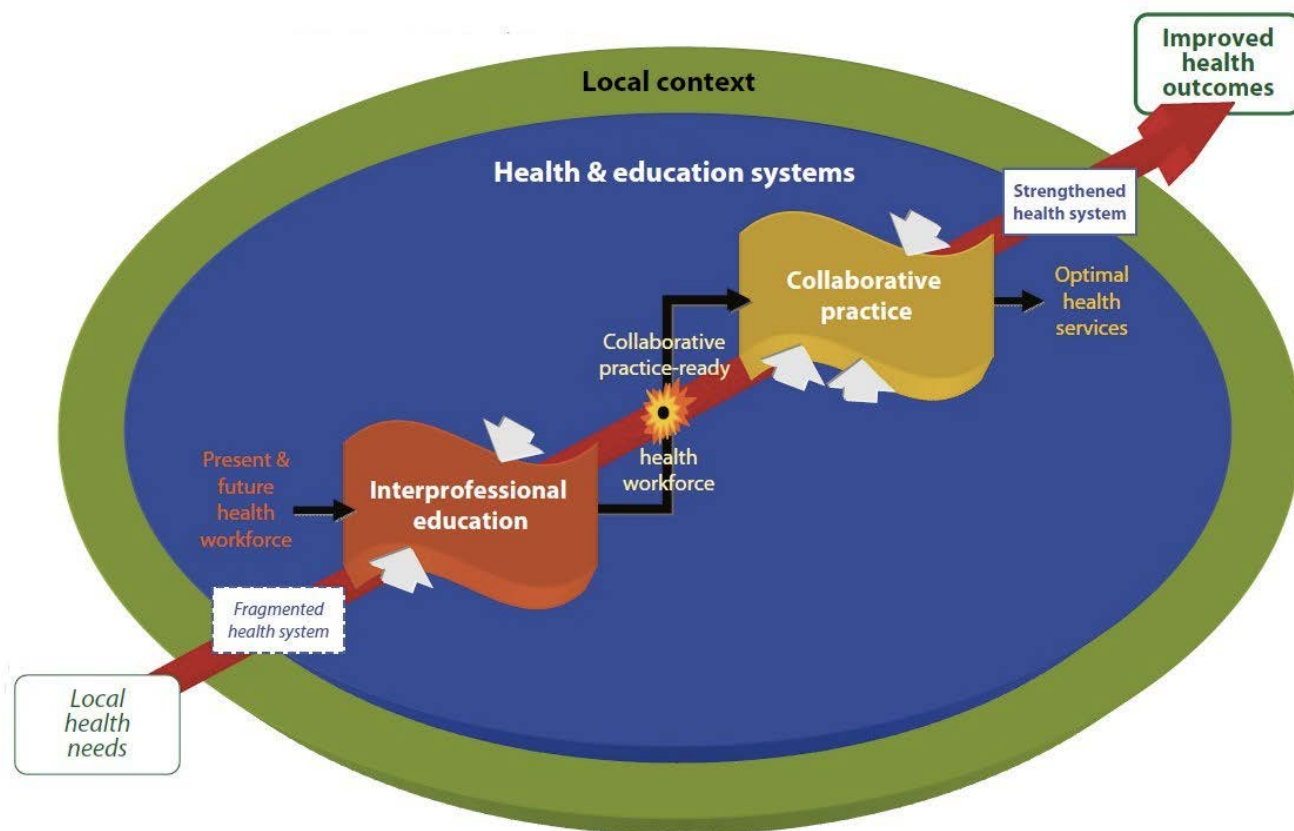 Improved
health
outcomes
Local context
Health & education systems
Strengthened
health system
Collaborative
practice
Optimal
health
services
Collaborative
practice-ready
health
workforce
Present &
future
health
workforce
Interprofessional
education
Fragmented
health system
Local
health
needs